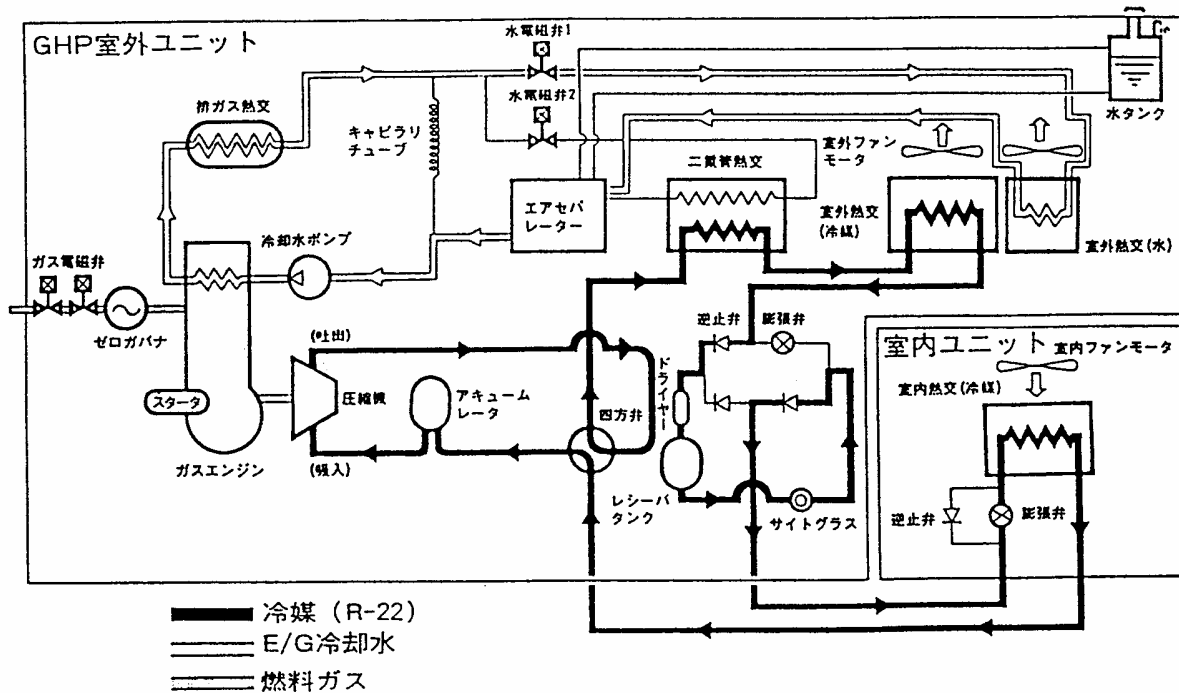 GHP室外ユニット
水電磁弁1
水電磁弁2
排ガス熱交
キャピラリ
チューブ
水タンク
室外ファン
モータ
二重管熱交
エアセパ
レーター
室外熱交
(冷媒)
室外熱交(水)
冷却水ポンプ
ガス電磁弁
ゼロガバナ
スタータ
ガスエンジン
(吐出)
圧縮機
(吸入)
アキューム
レータ
四方弁
ドライヤー
逆止弁
膨張弁
レシーバ
タンク
サイトグラス
室内ユニット
室内ファンモータ
室内熱交(冷媒)
逆止弁
膨張弁
冷媒（R-22）
E/G冷却水
燃料ガス